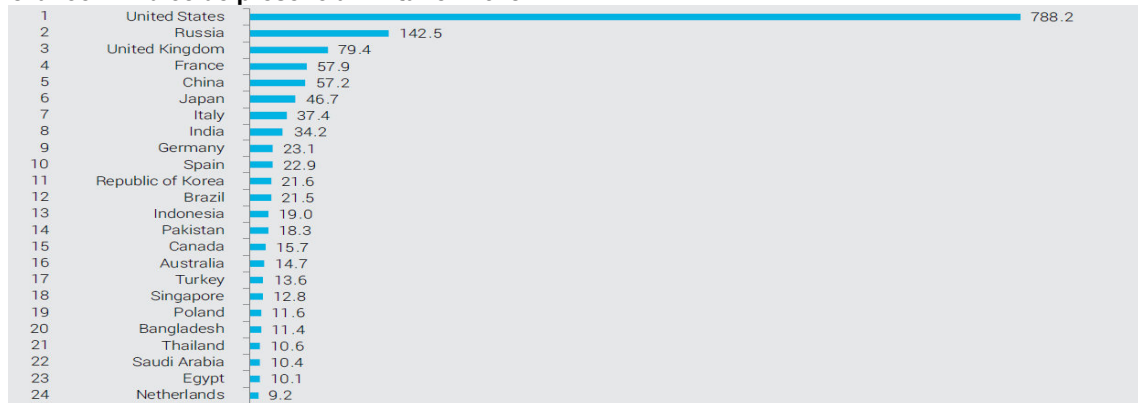 1 United States 788.2
2 Russia 142.5
3 United Kingdom 79.4
4 France 57.9
5 China 57.2
6 Japan 46.7
7 Italy 37.4
8 India 34.2
9 Germany 23.1
10 Spain 22.9
11 Republic of Korea 21.6
12 Brazil 21.5
13 Indonesia 19.0
14 Pakistan 18.3
15 Canada 15.7
16 Australia 14.7
17 Turkey 13.6
18 Singapore 12.8
19 Poland 11.6
20 Bangladesh 11.4
21 Thailand 10.6
22 Saudi Arabia 10.4
23 Egypt 10.1
24 Netherlands 9.2